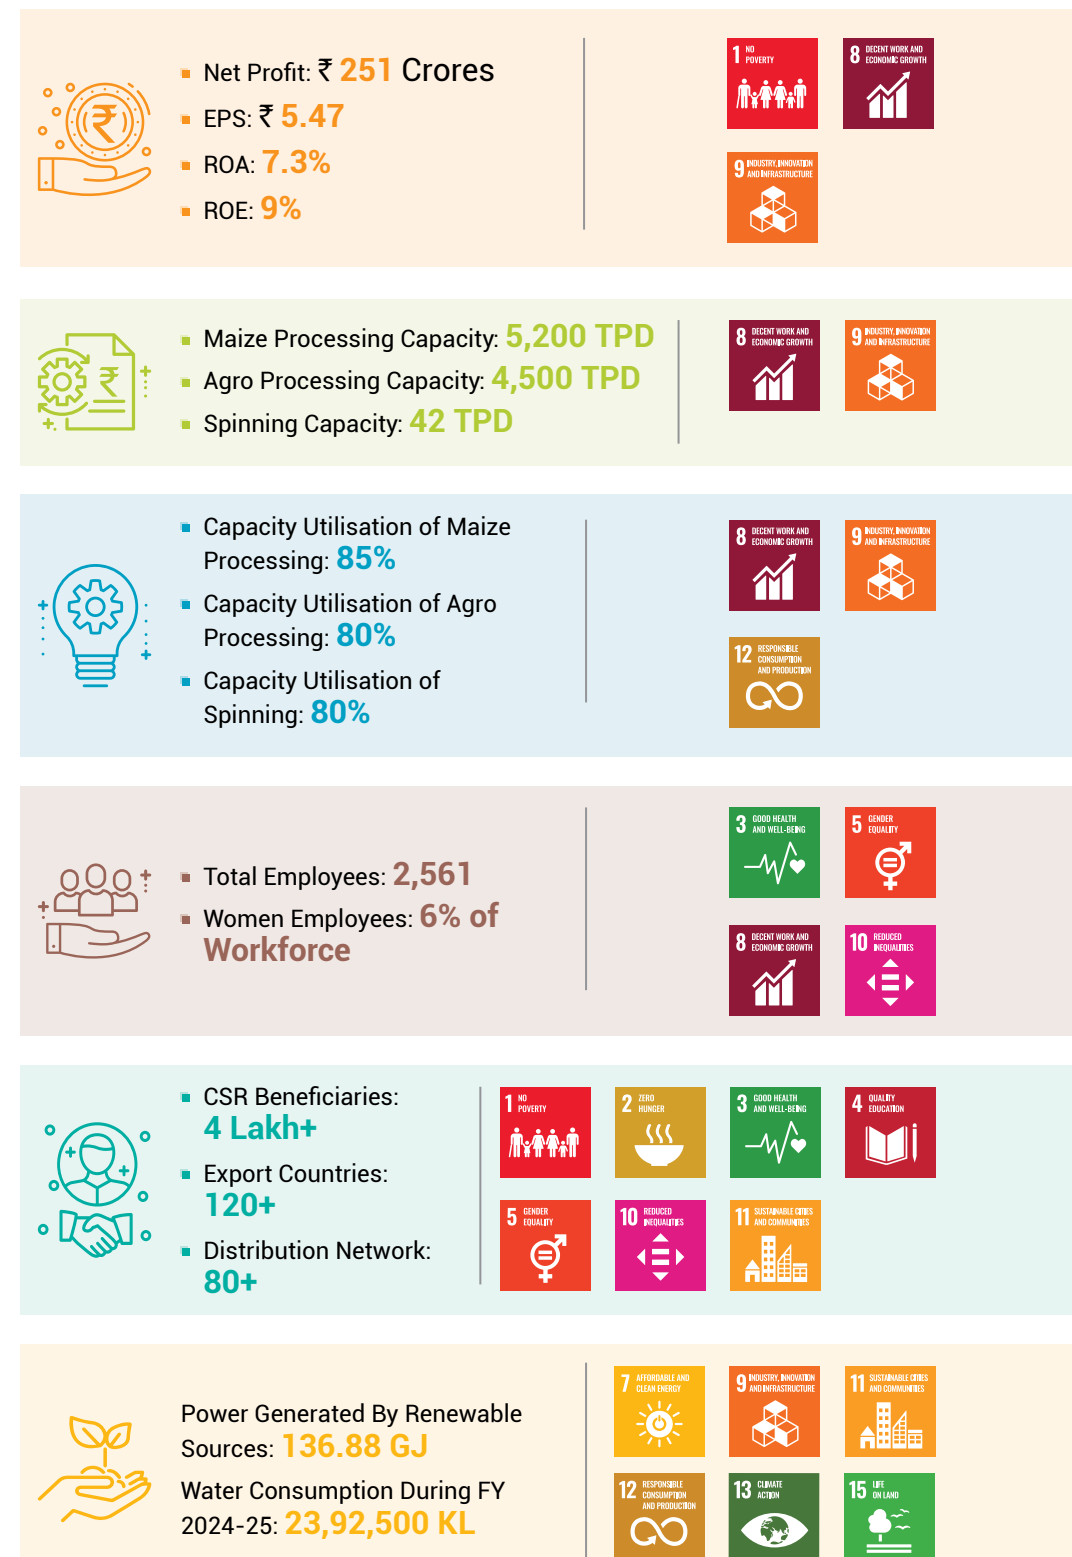 Net Profit: ₹ 251 Crores
EPS: ₹ 5.47
ROA: 7.3%
ROE: 9%
1 NO
POVERTY
8 DECENT WORK AND
ECONOMIC GROWTH
9 INDUSTRY, INNOVATION
AND INFRASTRUCTURE
Maize Processing Capacity: 5,200 TPD
Agro Processing Capacity: 4,500 TPD
Spinning Capacity: 42 TPD
8 DECENT WORK AND
ECONOMIC GROWTH
9 INDUSTRY, INNOVATION
AND INFRASTRUCTURE
Capacity Utilisation of Maize
Processing: 85%
Capacity Utilisation of Agro
Processing: 80%
Capacity Utilisation of
Spinning: 80%
8 DECENT WORK AND
ECONOMIC GROWTH
9 INDUSTRY, INNOVATION
AND INFRASTRUCTURE
12 RESPONSIBLE
CONSUMPTION
AND PRODUCTION
Total Employees: 2,561
Women Employees: 6% of
Workforce
3 GOOD HEALTH
AND WELL-BEING
5 GENDER
EQUALITY
8 DECENT WORK AND
ECONOMIC GROWTH
10 REDUCED
INEQUALITIES
CSR Beneficiaries:
4 Lakh+
Export Countries:
120+
Distribution Network:
80+
1 NO
POVERTY
2 ZERO
HUNGER
3 GOOD HEALTH
AND WELL-BEING
4 QUALITY
EDUCATION
5 GENDER
EQUALITY
10 REDUCED
INEQUALITIES
11 SUSTAINABLE CITIES
AND COMMUNITIES
Power Generated By Renewable
Sources: 136.88 GJ
Water Consumption During FY
2024-25: 23,92,500 KL
7 AFFORDABLE AND
CLEAN ENERGY
9 INDUSTRY, INNOVATION
AND INFRASTRUCTURE
11 SUSTAINABLE CITIES
AND COMMUNITIES
12 RESPONSIBLE
CONSUMPTION
AND PRODUCTION
13 CLIMATE
ACTION
15 LIFE
ON LAND